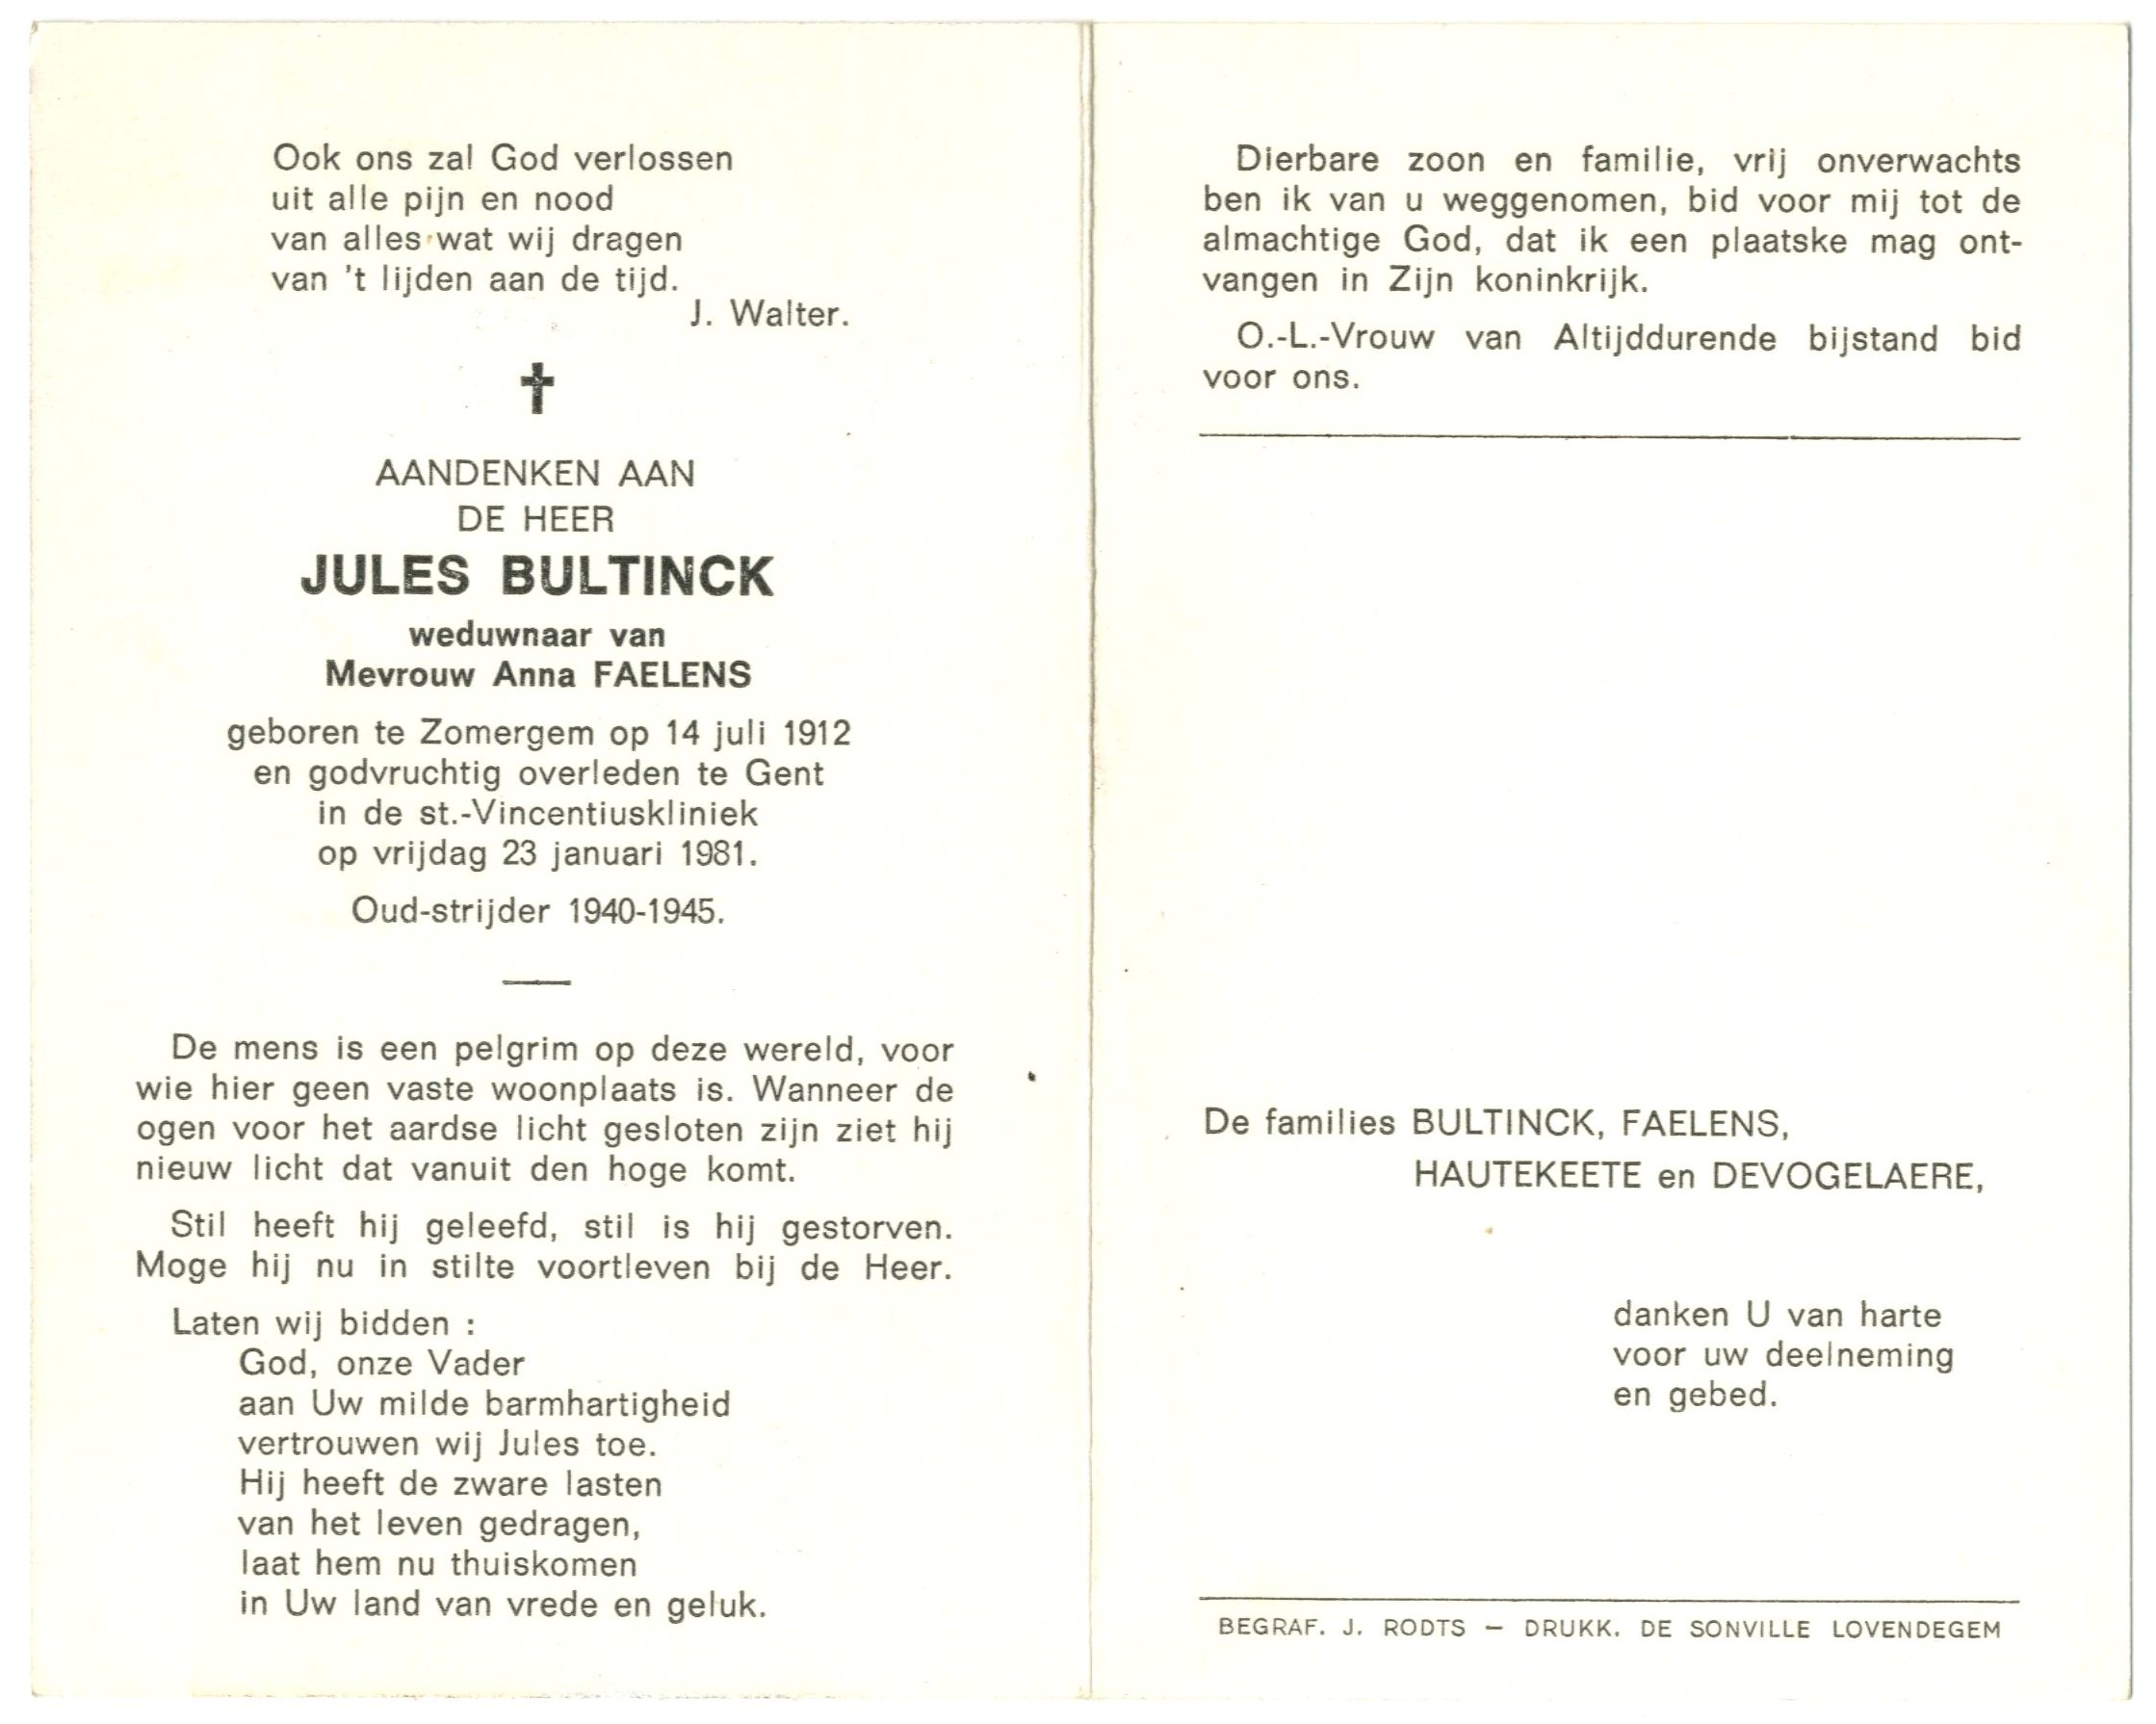 Ook ons zal God verlossen
uit alle pijn en nood
van alles wat wij dragen
van 't lijden aan de tijd.
J. Walter.
AANDENKEN AAN
DE HEER
JULES BULTINCK
weduwnaar van
Mevrouw Anna FAELENS
geboren te Zomergem op 14 juli 1912
en godvruchtig overleden te Gent
in de st.-Vincentiuskliniek
op vrijdag 23 januari 1981.
Oud-strijder 1940-1945.
De mens is een pelgrim op deze wereld, voor
wie hier geen vaste woonplaats is. Wanneer de
ogen voor het aardse licht gesloten zijn ziet hij
nieuw licht dat vanuit den hoge komt.
Stil heeft hij geleefd, stil is hij gestorven.
Moge hij nu in stilte voortleven bij de Heer.
Laten wij bidden :
God, onze Vader
aan Uw milde barmhartigheid
vertrouwen wij Jules toe.
Hij heeft de zware lasten
van het leven gedragen,
laat hem nu thuiskomen
in Uw land van vrede en geluk.
Dierbare zoon en familie, vrij onverwachts
ben ik van u weggenomen, bid voor mij tot de
almachtige God, dat ik een plaatske mag ont-
vangen in Zijn koninkrijk.
O.-L.-Vrouw van Altijddurende bijstand bid
voor ons.
De families BULTINCK, FAELENS,
HAUTEKEETE en DEVOGELAERE,
danken U van harte
voor uw deelneming
en gebed.
BEGRAF. J. RODTS — DRUKK. DE SONVILLE LOVENDEGEM